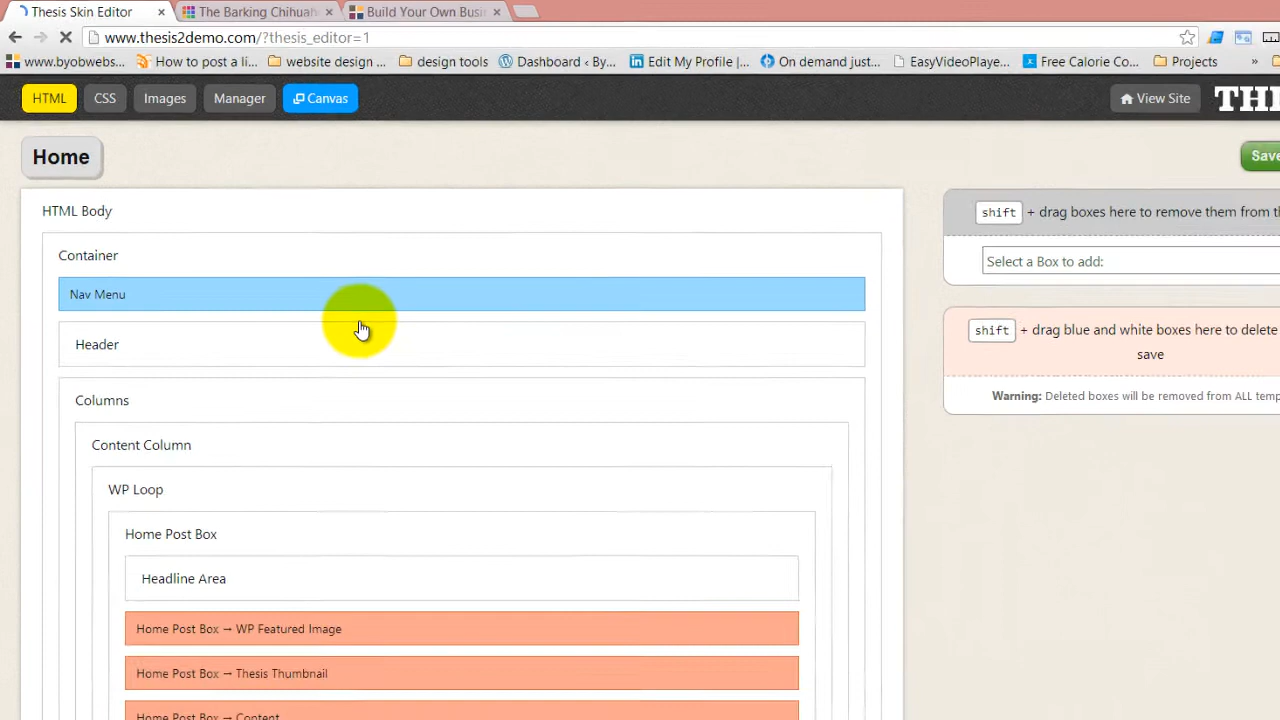 Thesis Skin Editor × The Barking Chihuah × Build Your Own Busin ×
www.thesis2demo.com/?thesis_editor=1
www.byobwebs... How to post a li... website design ... design tools Dashboard ‹ By... Edit My Profile |... On demand just... EasyVideoPlaye... Free Calorie Co... Projects »
HTML CSS Images Manager Canvas View Site
Home Save
HTML Body
shift + drag boxes here to remove them from
Container
Select a Box to add:
Nav Menu
Header
shift + drag blue and white boxes here to delete
save
Columns
Warning: Deleted boxes will be removed from ALL
Content Column
WP Loop
Home Post Box
Headline Area
Home Post Box → WP Featured Image
Home Post Box → Thesis Thumbnail
Home Post Box → Content